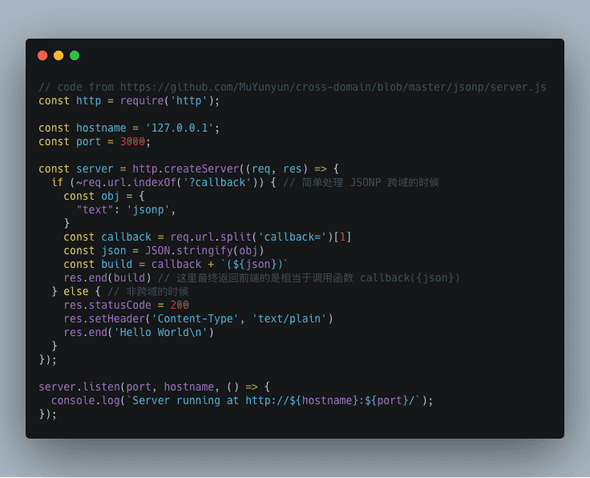 // code from https://github.com/MuYunyun/cross-domain/blob/master/jsonp/server.js
const http = require('http');
const hostname = '127.0.0.1';
const port = 3000;
const server = http.createServer((req, res) => {
  if (~req.url.indexOf('?callback')) { // 简单处理 JSONP 跨域的时候
    const obj = {
      "text": 'jsonp',
    }
    const callback = req.url.split('callback=')[1]
    const json = JSON.stringify(obj)
    const build = callback + `(${json})`
    res.end(build) // 这里最终返回前端的是相当于调用函数 callback({json})
  } else { // 非跨域的时候
    res.statusCode = 200
    res.setHeader('Content-Type', 'text/plain')
    res.end('Hello World\n')
  }
});
server.listen(port, hostname, () => {
  console.log(`Server running at http://${hostname}:${port}/`);
});